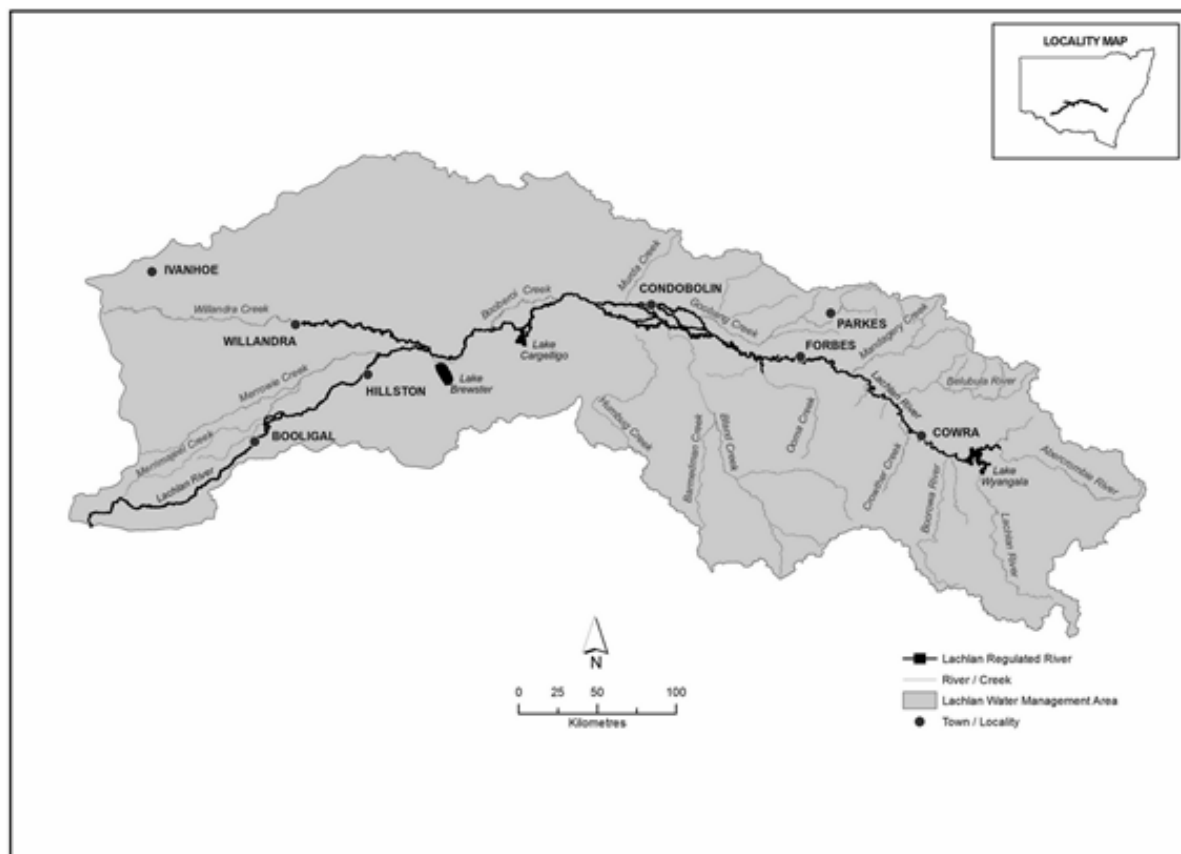 LOCALITY MAP
IVANHOE
Willandra Creek
WILLANDRA
Merrowie Creek
HILLSTON
BOOLIGAL
Merrimajeel Creek
Lachlan River
Booberoi Creek
Lake
Cargelligo
Lake
Brewster
Murda Creek
CONDOBOLIN
Goobang Creek
PARKES
FORBES
Mandagery Creek
Lachlan River
Belubula River
COWRA
Humbug Creek
Barmedman Creek
Bland Creek
Ooma Creek
Crowther Creek
Boorowa River
Lake
Wyangala
Abercrombie River
Lachlan River
N
0 25 50 100
Kilometres
Lachlan Regulated River
River / Creek
Lachlan Water Management Area
Town / Locality